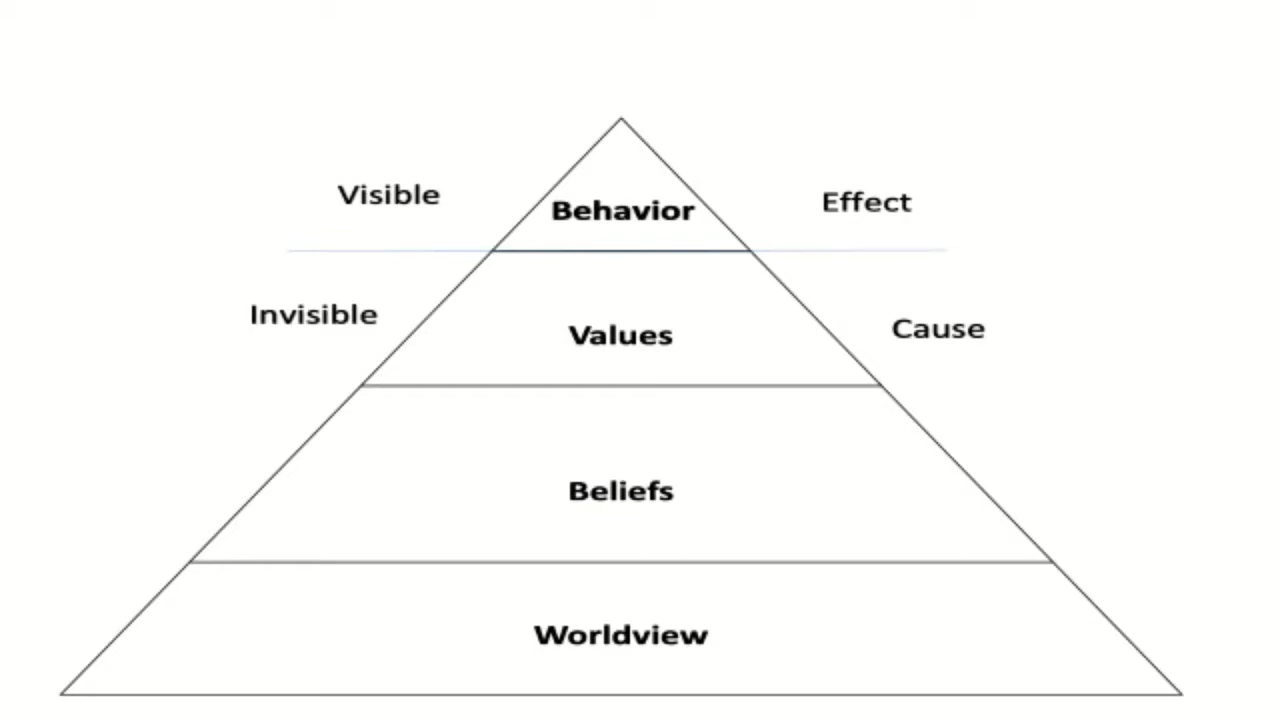 Visible
Behavior
Effect
Invisible
Values
Cause
Beliefs
Worldview